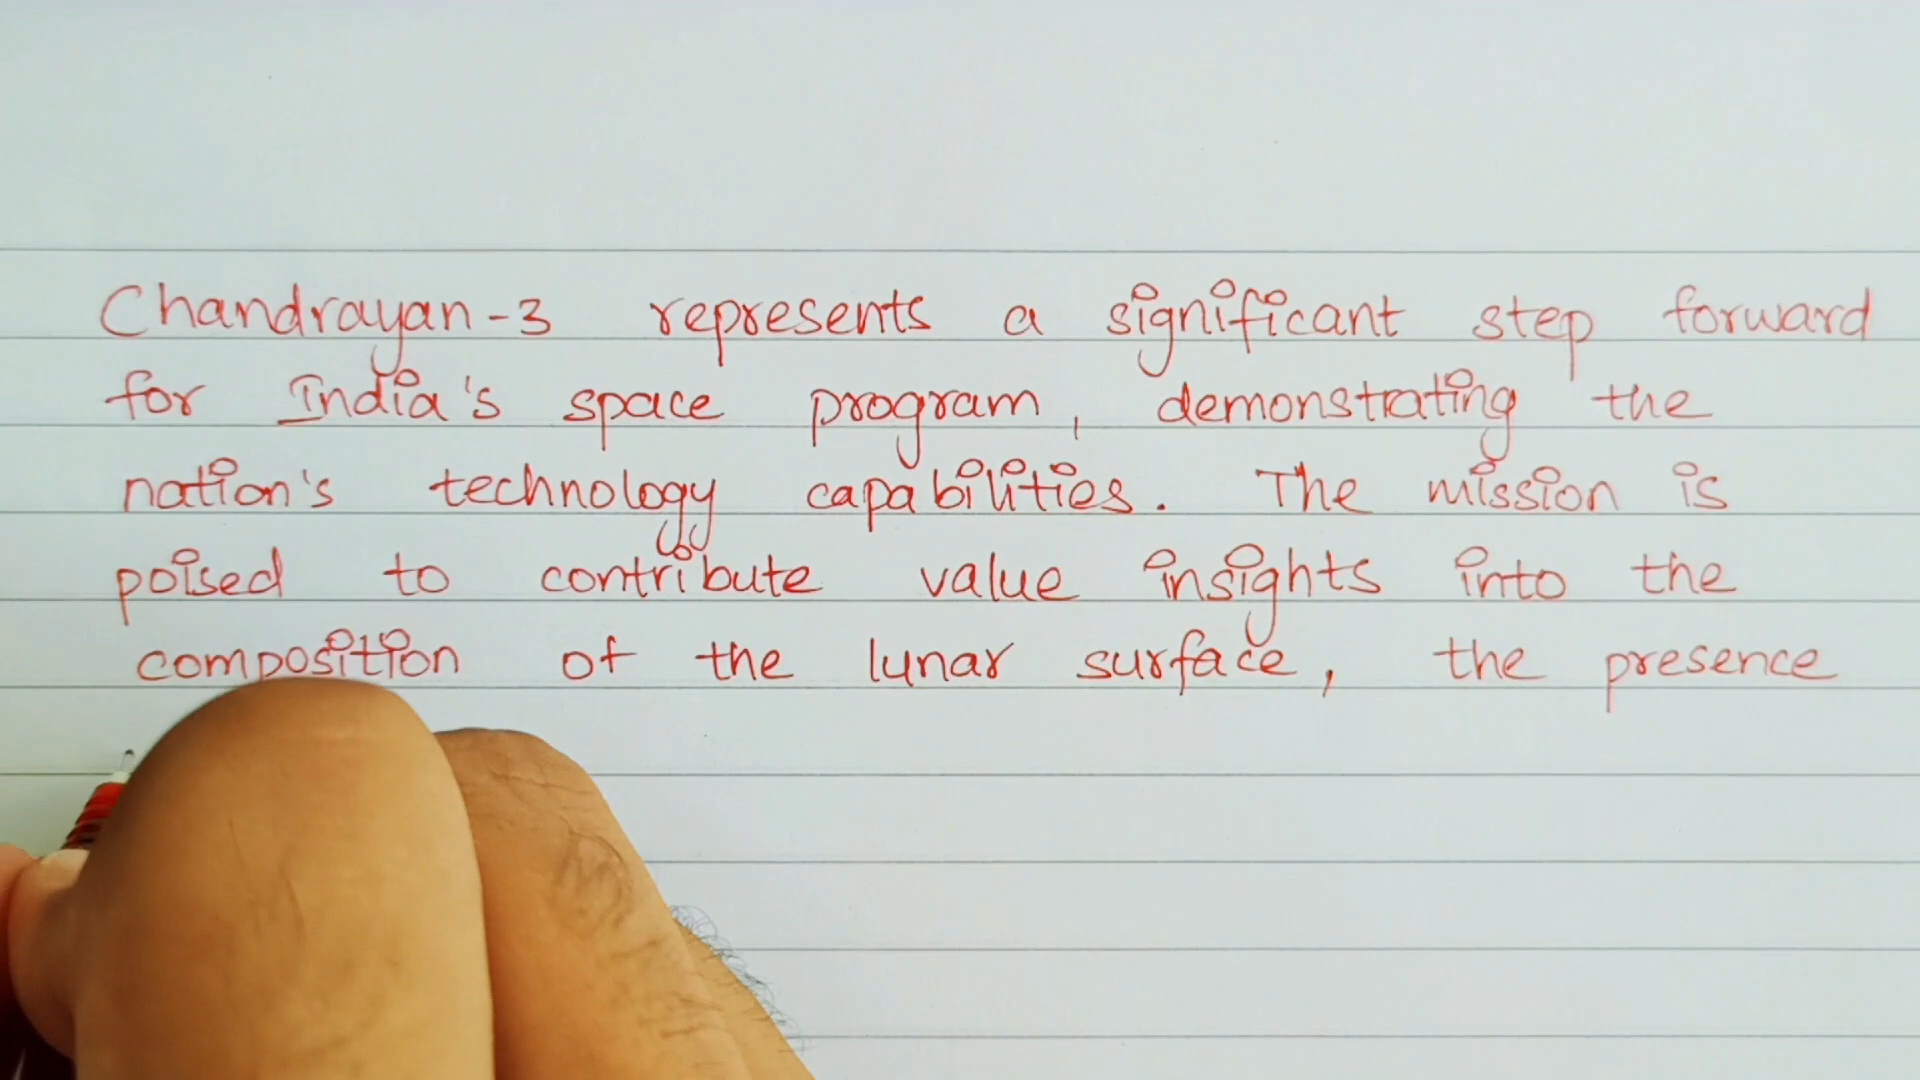 Chandrayan-3 represents a significant step forward
for India's space program, demonstrating the
nation's technology capabilities. The mission is
poised to contribute value insights into the
composition of the lunar surface, the presence